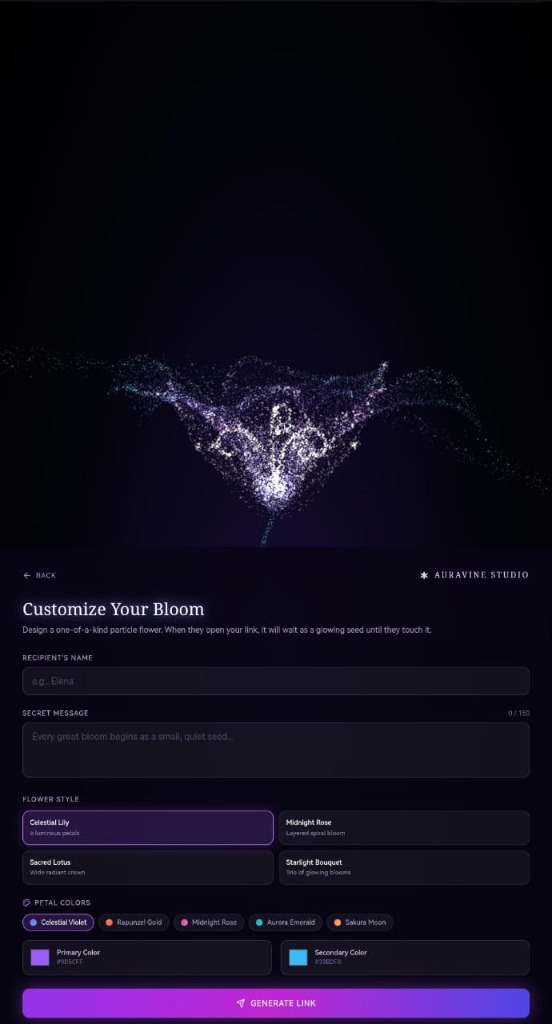 ← BACK
AURAVINE STUDIO
Customize Your Bloom
Design a one-of-a-kind particle flower. When they open your link, it will wait as a glowing seed until they touch it.
RECIPIENT'S NAME
e.g., Elena
SECRET MESSAGE
0 / 150
Every great bloom begins as a small, quiet seed...
FLOWER STYLE
Celestial Lily
6 luminous petals
Midnight Rose
Layered spiral bloom
Sacred Lotus
Wide radiant crown
Starlight Bouquet
Trio of glowing blooms
PETAL COLORS
Celestial Violet
Rapunzel Gold
Midnight Rose
Aurora Emerald
Sakura Moon
Primary Color
Secondary Color
GENERATE LINK